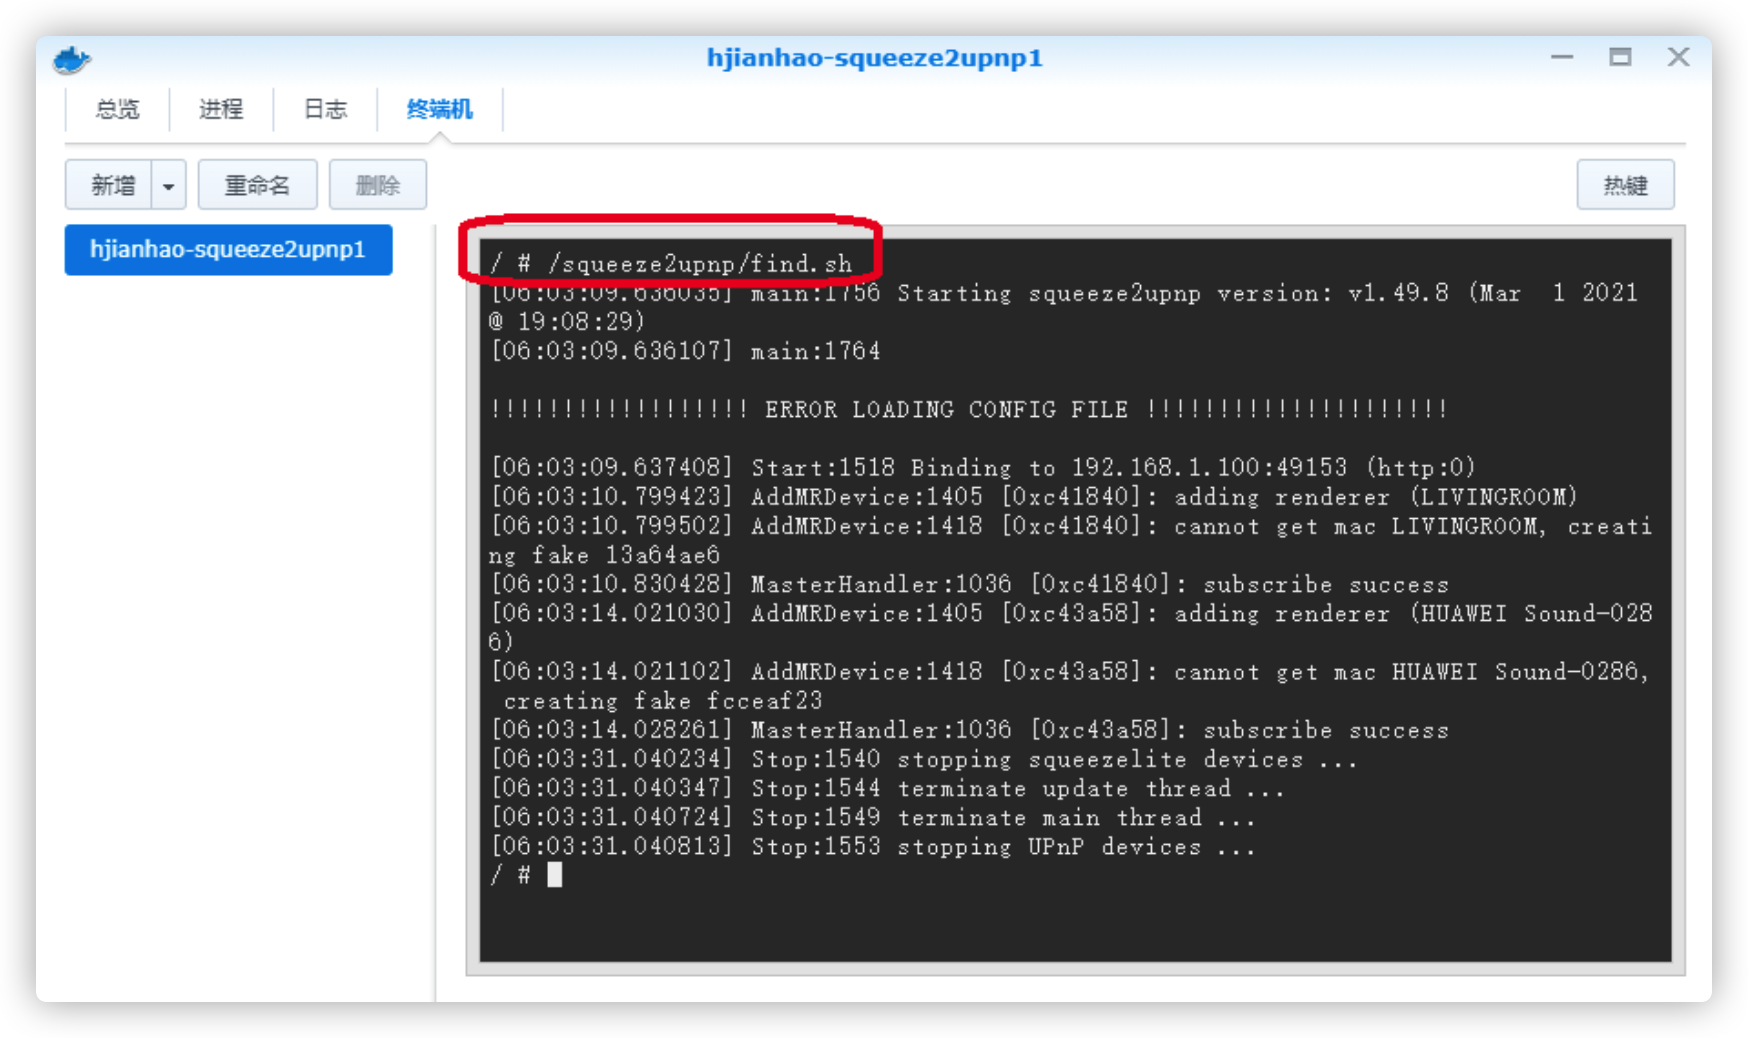 hjianhao-squeeze2upnp1
总览 进程 日志 终端机
新增 重命名 删除 热键
hjianhao-squeeze2upnp1
/ # /squeeze2upnp/find.sh
[06:03:09.636035] main:1756 Starting squeeze2upnp version: v1.49.8 (Mar  1 2021
@ 19:08:29)
[06:03:09.636107] main:1764
!!!!!!!!!!!!!!!!!! ERROR LOADING CONFIG FILE !!!!!!!!!!!!!!!!!!!!!
[06:03:09.637408] Start:1518 Binding to 192.168.1.100:49153 (http:0)
[06:03:10.799423] AddMRDevice:1405 [0xc41840]: adding renderer (LIVINGROOM)
[06:03:10.799502] AddMRDevice:1418 [0xc41840]: cannot get mac LIVINGROOM, creati
ng fake 13a64ae6
[06:03:10.830428] MasterHandler:1036 [0xc41840]: subscribe success
[06:03:14.021030] AddMRDevice:1405 [0xc43a58]: adding renderer (HUAWEI Sound-028
6)
[06:03:14.021102] AddMRDevice:1418 [0xc43a58]: cannot get mac HUAWEI Sound-0286,
 creating fake fcceaf23
[06:03:14.028261] MasterHandler:1036 [0xc43a58]: subscribe success
[06:03:31.040234] Stop:1540 stopping squeezelite devices ...
[06:03:31.040347] Stop:1544 terminate update thread ...
[06:03:31.040724] Stop:1549 terminate main thread ...
[06:03:31.040813] Stop:1553 stopping UPnP devices ...
/ #